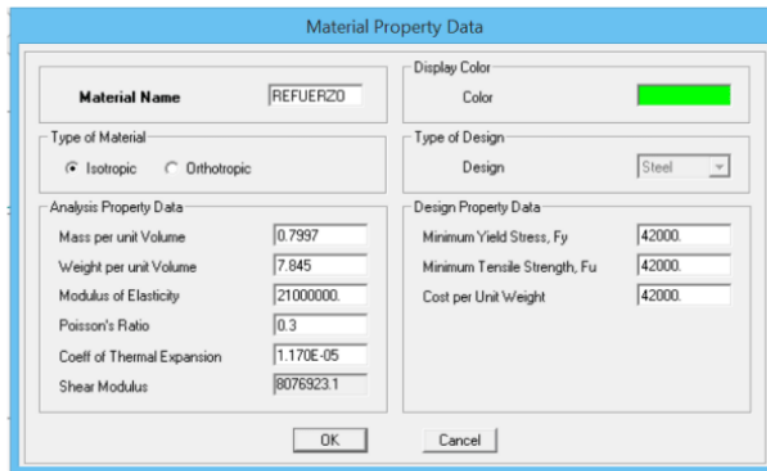 Material Property Data
Material Name REFUERZO
Display Color
Color
Type of Material
Isotropic Orthotropic
Type of Design
Design Steel
Analysis Property Data
Mass per unit Volume 0.7997
Weight per unit Volume 7.845
Modulus of Elasticity 21000000.
Poisson's Ratio 0.3
Coeff of Thermal Expansion 1.170E-05
Shear Modulus 8076923.1
Design Property Data
Minimum Yield Stress, Fy 42000.
Minimum Tensile Strength, Fu 42000.
Cost per Unit Weight 42000.
OK Cancel